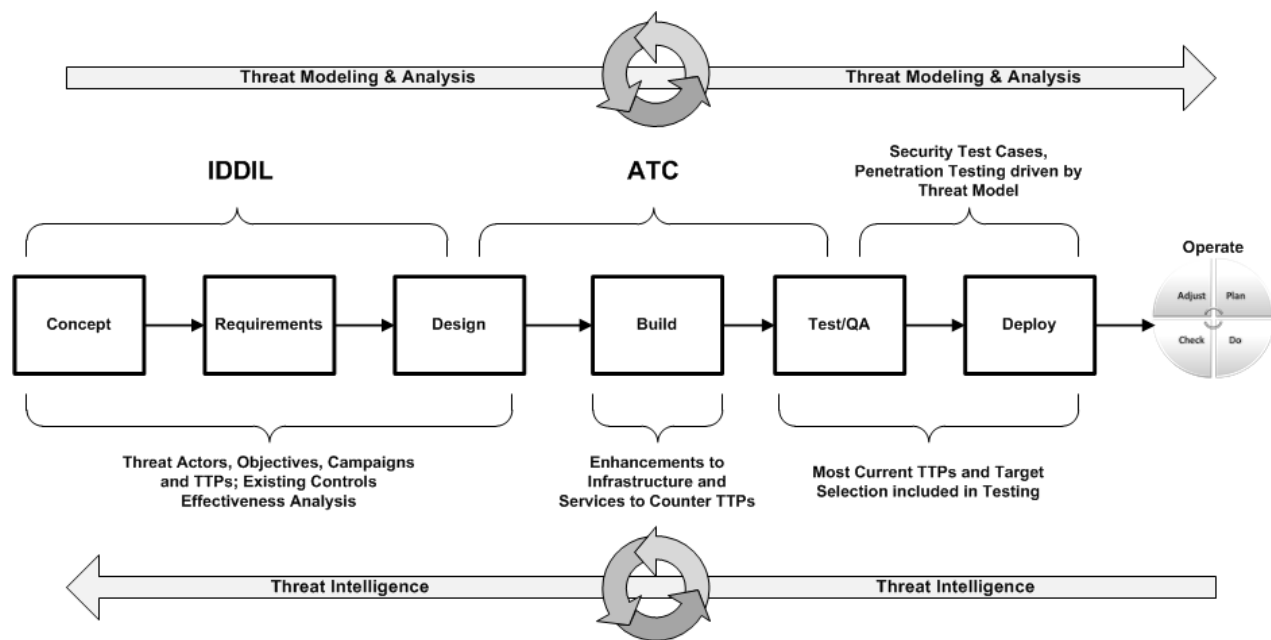 Threat Modeling & Analysis
Threat Modeling & Analysis
IDDIL
ATC
Security Test Cases,
Penetration Testing driven by
Threat Model
Operate
Concept
Requirements
Design
Build
Test/QA
Deploy
Adjust
Plan
Check
Do
Threat Actors, Objectives, Campaigns
and TTPs; Existing Controls
Effectiveness Analysis
Enhancements to
Infrastructure and
Services to Counter TTPs
Most Current TTPs and Target
Selection included in Testing
Threat Intelligence
Threat Intelligence